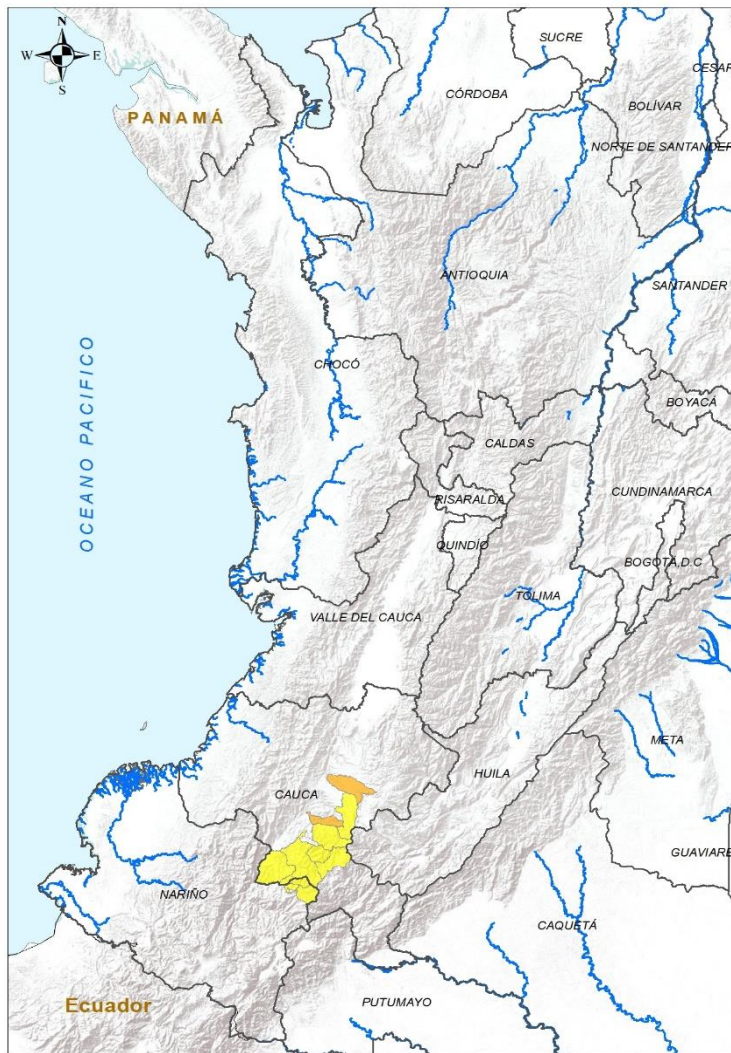 N
W E
S
PANAMÁ
SUCRE
CÓRDOBA
CESAR
BOLÍVAR
NORTE DE SANTANDER
ANTIOQUIA
SANTANDER
CHOCÓ
BOYACÁ
CALDAS
CUNDINAMARCA
RISARALDA
QUINDÍO
BOGOTÁ,D.C
TOLIMA
VALLE DEL CAUCA
OCEANO PACIFICO
META
HUILA
CAUCA
GUAVIARE
NARIÑO
CAQUETÁ
PUTUMAYO
Ecuador